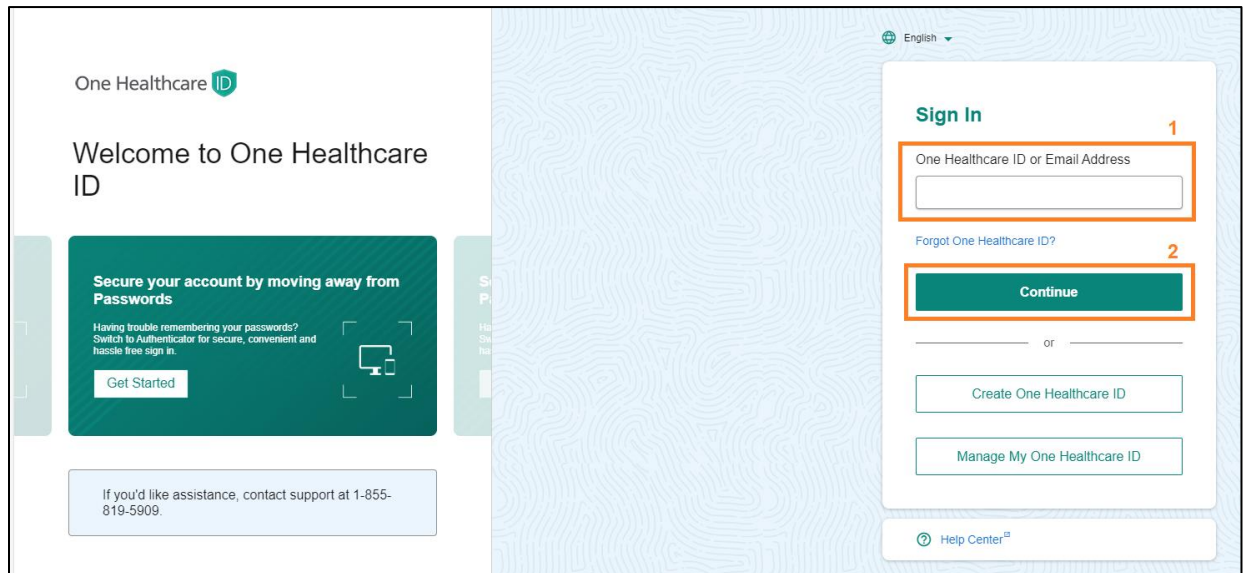 One Healthcare ID
Welcome to One Healthcare
ID
Secure your account by moving away from
Passwords
Having trouble remembering your passwords?
Switch to Authenticator for secure, convenient and
hassle free sign in.
Get Started
If you'd like assistance, contact support at 1-855-
819-5909.
English
Sign In
1
One Healthcare ID or Email Address
Forgot One Healthcare ID?
2
Continue
or
Create One Healthcare ID
Manage My One Healthcare ID
Help Center